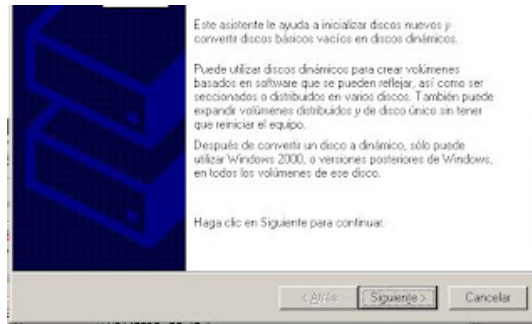 Este asistente le ayuda a inicializar discos nuevos y
convertir discos básicos vacíos en discos dinámicos.
Puede utilizar discos dinámicos para crear volúmenes
basados en software que se pueden reflejar, así como ser
seccionados o distribuidos en varios discos. También puede
expandir volúmenes distribuidos y de disco único sin tener
que reiniciar el equipo.
Después de convertir un disco a dinámico, sólo puede
utilizar Windows 2000, o versiones posteriores de Windows,
en todos los volúmenes de ese disco.
Haga clic en Siguiente para continuar.
< Atrás Siguiente > Cancelar